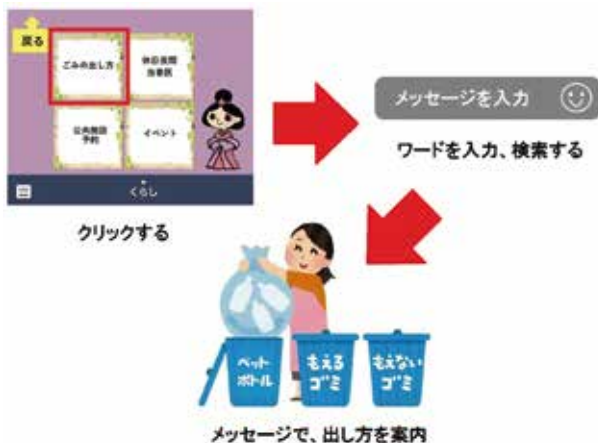 戻る
ごみの出し方
休日夜間
当番医
公共施設
予約
イベント
くらし
クリックする
メッセージを入力
ワードを入力、検索する
ペット
ボトル
もえる
ゴミ
もえない
ゴミ
メッセージで、出し方を案内